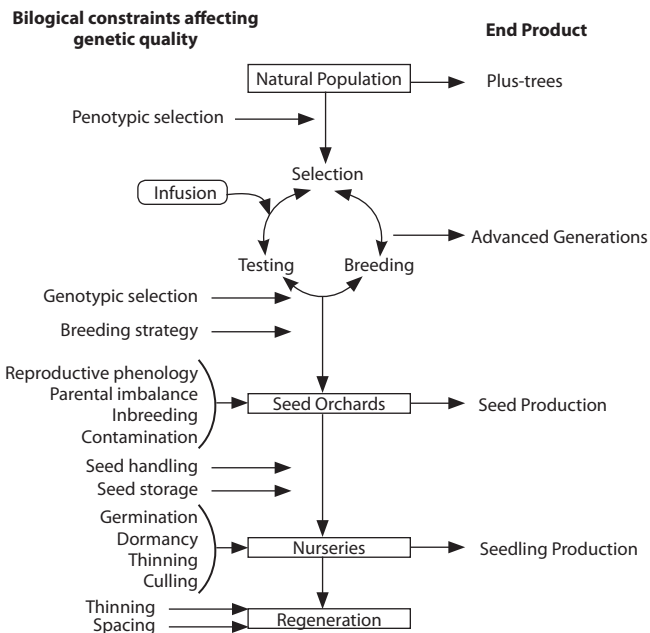 Bilogical constraints affecting
genetic quality
End Product
Natural Population
Plus-trees
Penotypic selection
Selection
Infusion
Advanced Generations
Testing
Breeding
Genotypic selection
Breeding strategy
Reproductive phenology
Parental imbalance
Inbreeding
Contamination
Seed Orchards
Seed Production
Seed handling
Seed storage
Germination
Dormancy
Thinning
Culling
Nurseries
Seedling Production
Thinning
Spacing
Regeneration